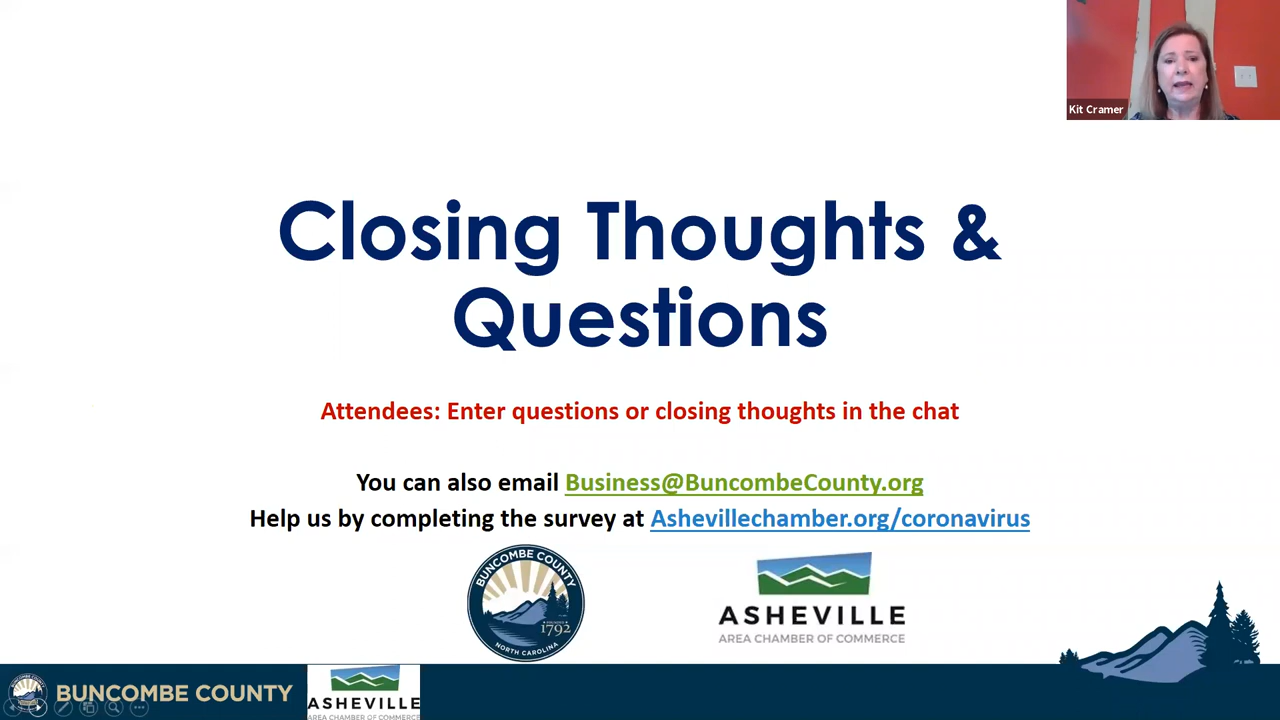 Kit Cramer
Closing Thoughts &
Questions
Attendees: Enter questions or closing thoughts in the chat
You can also email Business@BuncombeCounty.org
Help us by completing the survey at Ashevillechamber.org/coronavirus
BUNCOMBE COUNTY
1792
NORTH CAROLINA
ASHEVILLE
AREA CHAMBER OF COMMERCE
BUNCOMBE COUNTY
ASHEVILLE
AREA CHAMBER OF COMMERCE